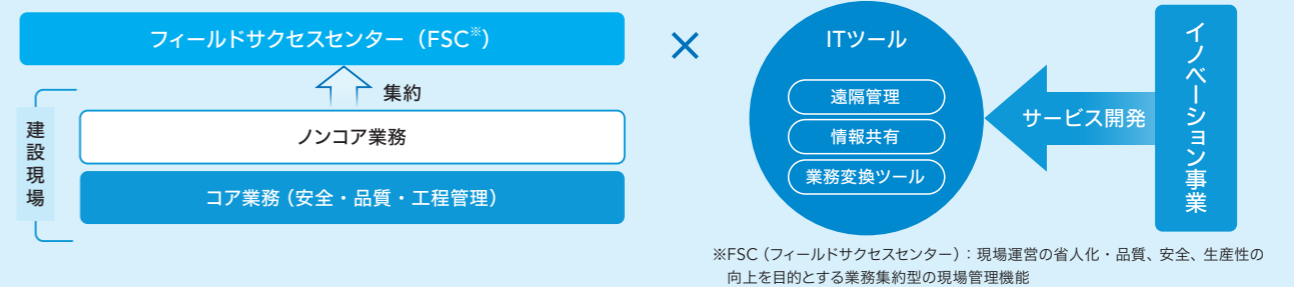 フィールドサクセスセンター（FSC※）
集約
建設現場
ノンコア業務
コア業務（安全・品質・工程管理）
×
ITツール
遠隔管理
情報共有
業務変換ツール
サービス開発
イノベーション事業
※FSC（フィールドサクセスセンター）：現場運営の省人化・品質、安全、生産性の
向上を目的とする業務集約型の現場管理機能